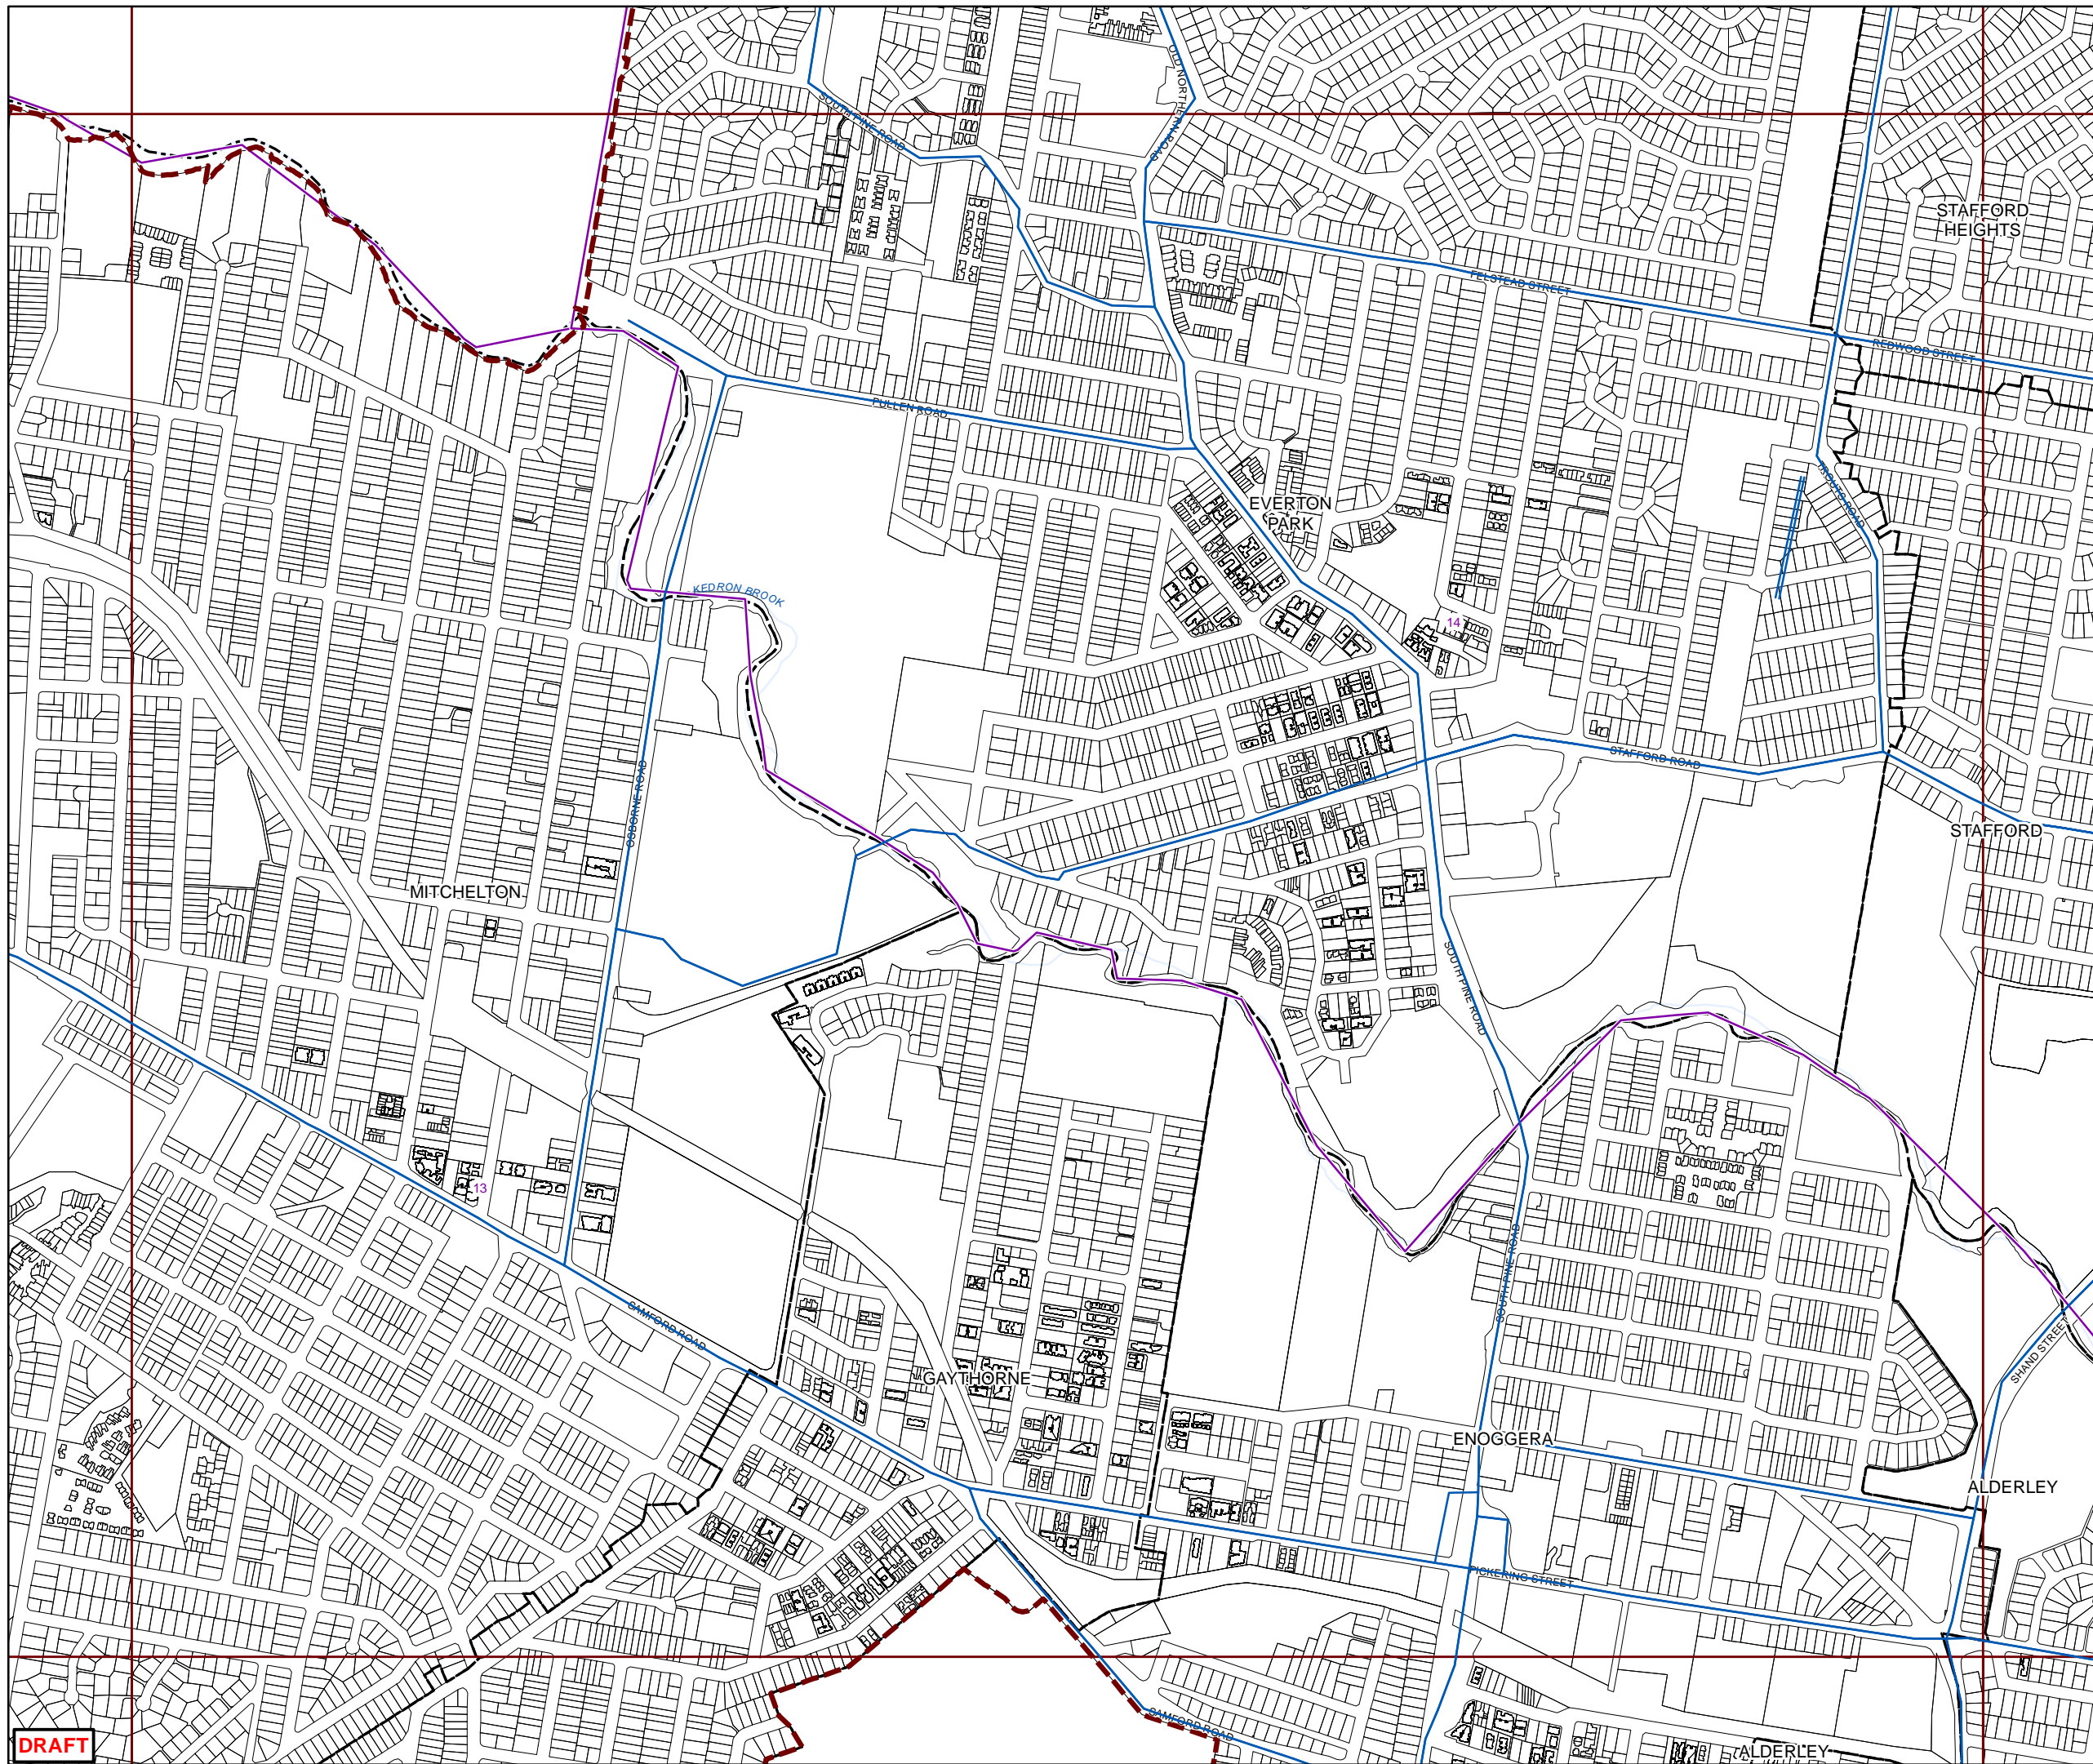 OLD NORTHERN ROAD
SOUTH PINE ROAD
STAFFORD
HEIGHTS
FELSTEAD STREET
REDWOOD STREET
PULLEN ROAD
EVERTON
PARK
TROUTS ROAD
KEDRON BROOK
14
STAFFORD ROAD
OSBORNE ROAD
STAFFORD
MITCHELTON
SOUTH PINE ROAD
13
SOUTH PINE ROAD
SAMFORD ROAD
SHAND STREET
GAYTHORNE
ENOGGERA
ALDERLEY
PICKERING STREET
SAMFORD ROAD
DRAFT
ALDERLEY